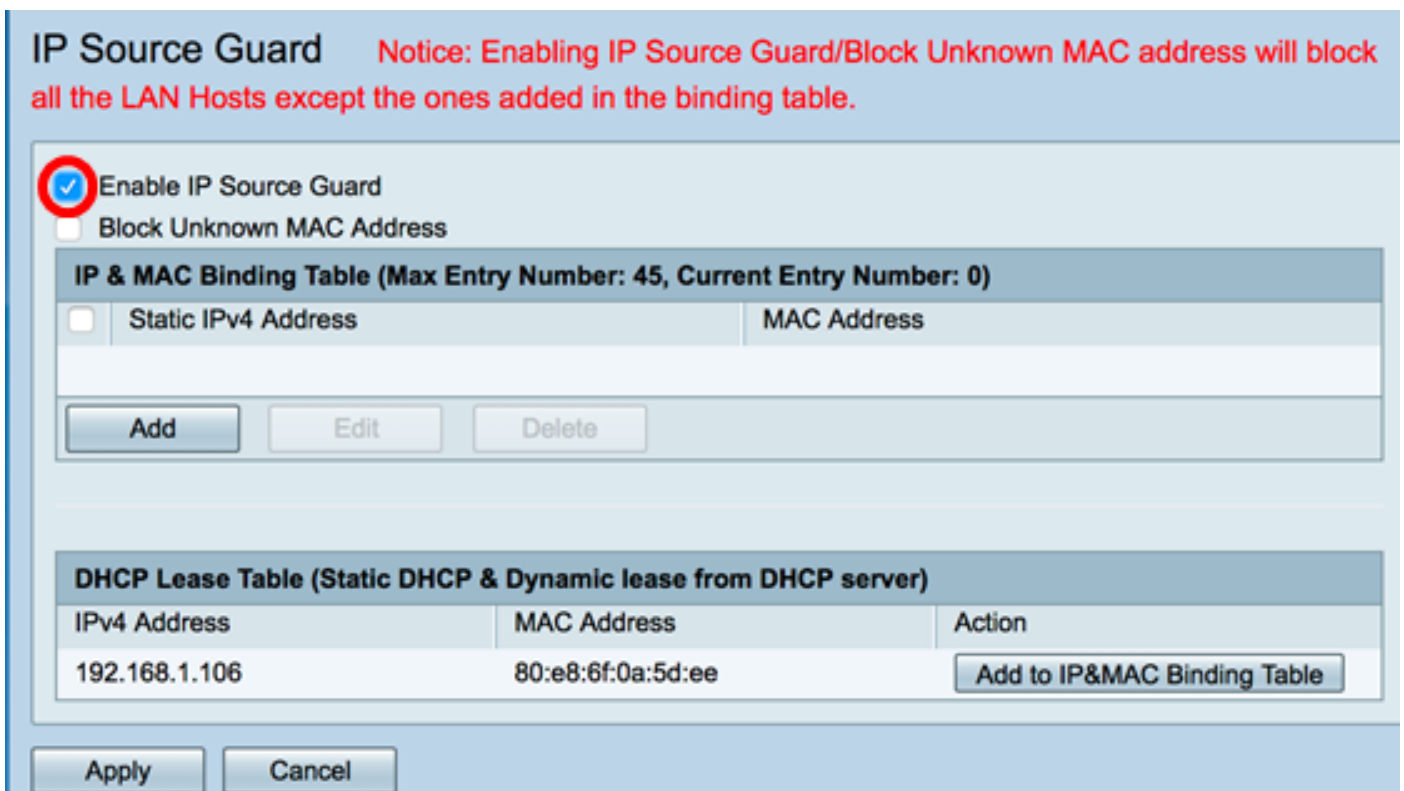 IP Source Guard Notice: Enabling IP Source Guard/Block Unknown MAC address will block
all the LAN Hosts except the ones added in the binding table.
Enable IP Source Guard
Block Unknown MAC Address
IP & MAC Binding Table (Max Entry Number: 45, Current Entry Number: 0)
Static IPv4 Address MAC Address
Add Edit Delete
DHCP Lease Table (Static DHCP & Dynamic lease from DHCP server)
IPv4 Address MAC Address Action
192.168.1.106 80:e8:6f:0a:5d:ee Add to IP&MAC Binding Table
Apply Cancel